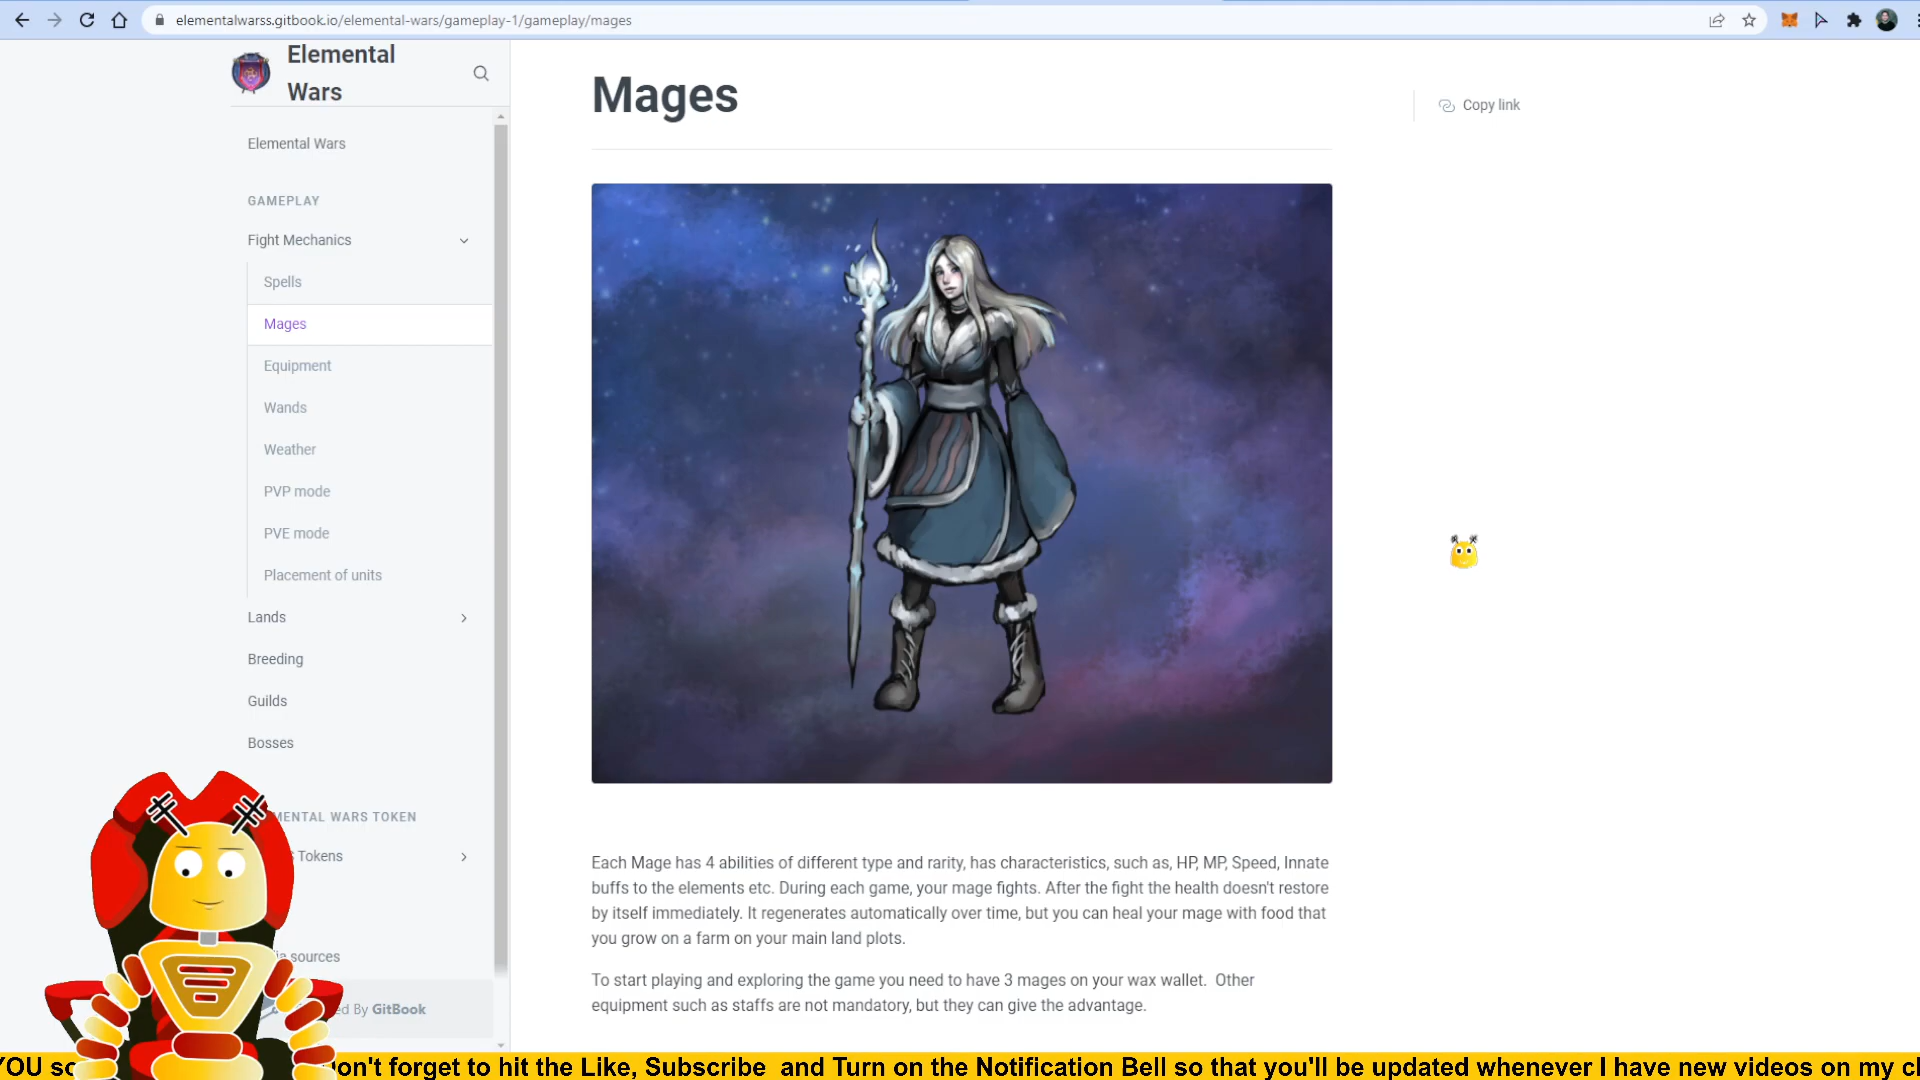 elementalwarss.gitbook.io/elemental-wars/gameplay-1/gameplay/mages
Elemental
Wars
Elemental Wars
GAMEPLAY
Fight Mechanics
Spells
Mages
Equipment
Wands
Weather
PVP mode
PVE mode
Placement of units
Lands
Breeding
Guilds
Bosses
MENTAL WARS TOKEN
Tokens
sources
By GitBook
Mages
Copy link
Each Mage has 4 abilities of different type and rarity, has characteristics, such as, HP, MP, Speed, Innate
buffs to the elements etc. During each game, your mage fights. After the fight the health doesn't restore
by itself immediately. It regenerates automatically over time, but you can heal your mage with food that
you grow on a farm on your main land plots.
To start playing and exploring the game you need to have 3 mages on your wax wallet. Other
equipment such as staffs are not mandatory, but they can give the advantage.
YOU so on't forget to hit the Like, Subscribe and Turn on the Notification Bell so that you'll be updated whenever I have new videos on my